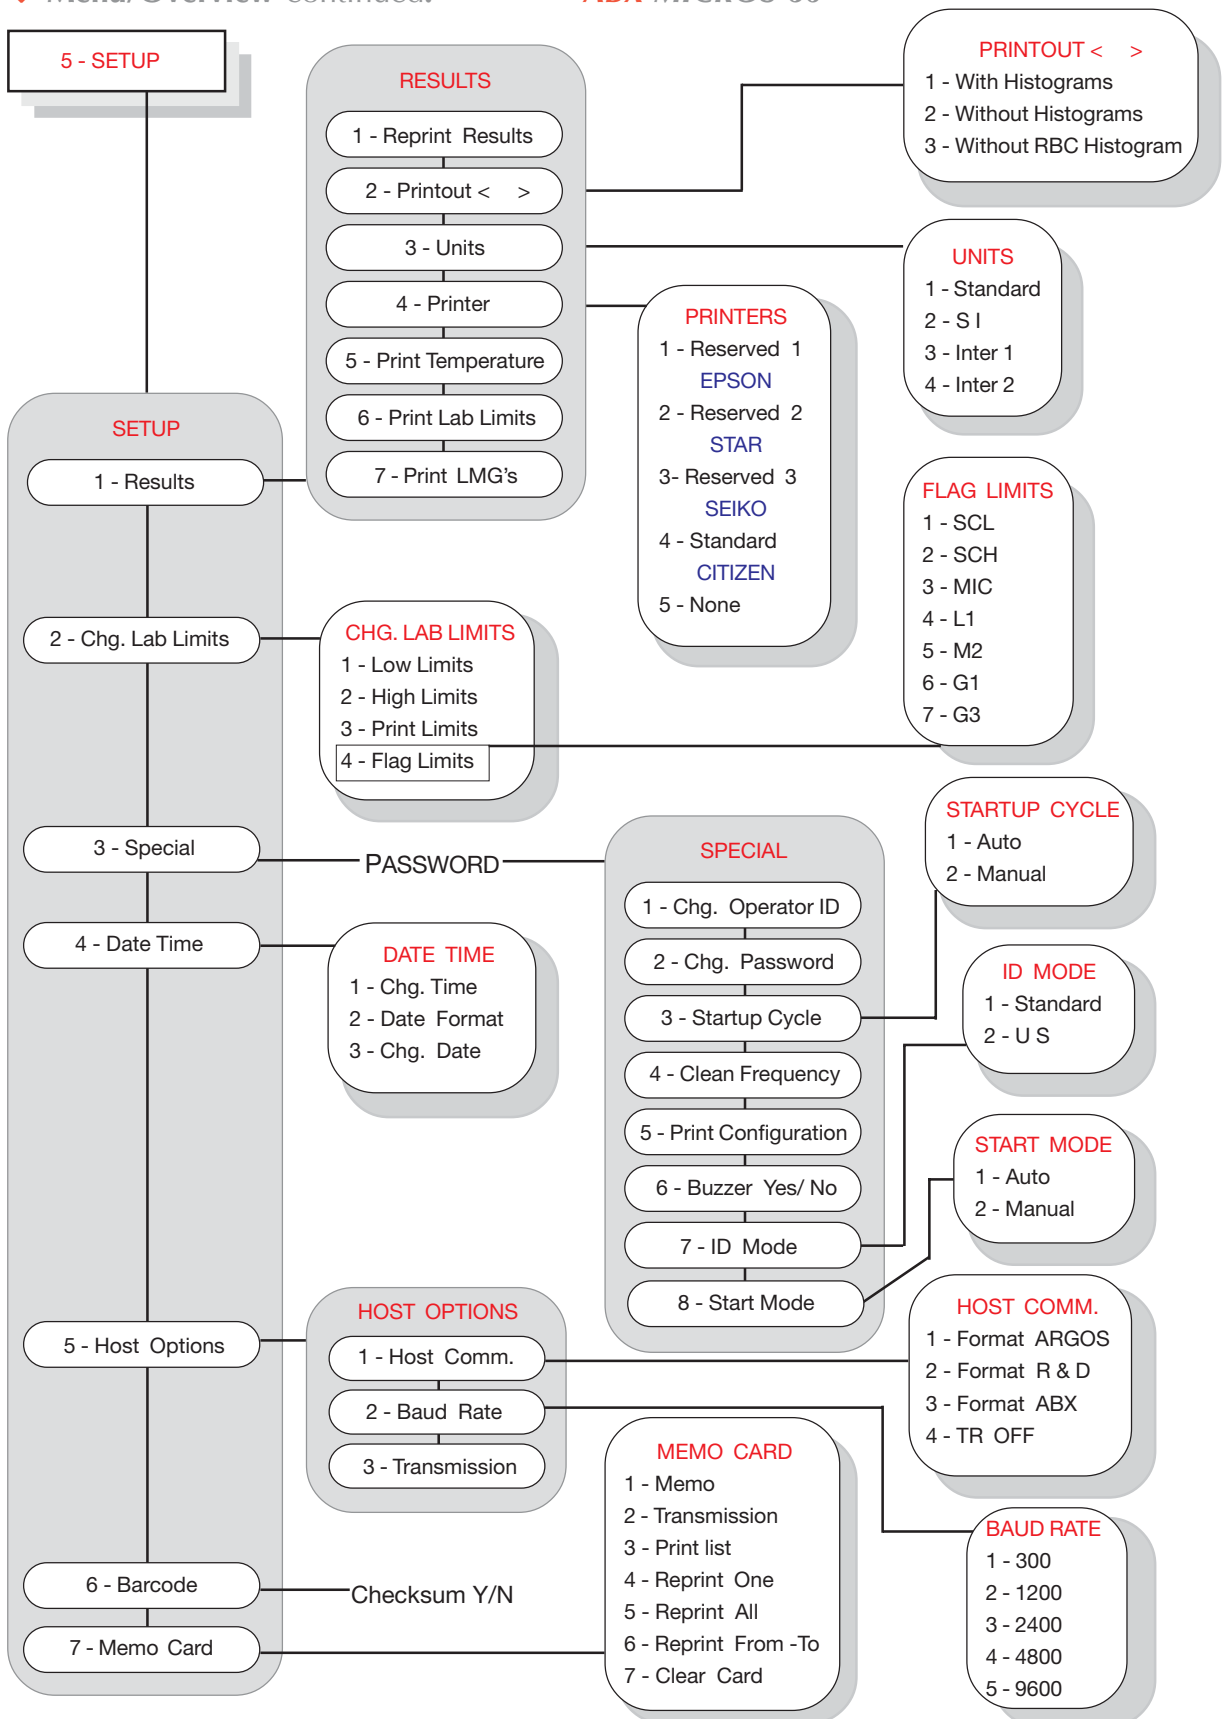 5 - SETUP
RESULTS
1 - Reprint Results
2 - Printout < >
3 - Units
4 - Printer
5 - Print Temperature
6 - Print Lab Limits
7 - Print LMG's
PRINTOUT < >
1 - With Histograms
2 - Without Histograms
3 - Without RBC Histogram
UNITS
1 - Standard
2 - S I
3 - Inter 1
4 - Inter 2
PRINTERS
1 - Reserved 1
EPSON
2 - Reserved 2
STAR
3- Reserved 3
SEIKO
4 - Standard
CITIZEN
5 - None
SETUP
1 - Results
2 - Chg. Lab Limits
3 - Special
4 - Date Time
5 - Host Options
6 - Barcode
7 - Memo Card
FLAG LIMITS
1 - SCL
2 - SCH
3 - MIC
4 - L1
5 - M2
6 - G1
7 - G3
CHG. LAB LIMITS
1 - Low Limits
2 - High Limits
3 - Print Limits
4 - Flag Limits
PASSWORD
SPECIAL
1 - Chg. Operator ID
2 - Chg. Password
3 - Startup Cycle
4 - Clean Frequency
5 - Print Configuration
6 - Buzzer Yes/ No
7 - ID Mode
8 - Start Mode
STARTUP CYCLE
1 - Auto
2 - Manual
DATE TIME
1 - Chg. Time
2 - Date Format
3 - Chg. Date
ID MODE
1 - Standard
2 - U S
START MODE
1 - Auto
2 - Manual
HOST OPTIONS
1 - Host Comm.
2 - Baud Rate
3 - Transmission
HOST COMM.
1 - Format ARGOS
2 - Format R & D
3 - Format ABX
4 - TR OFF
MEMO CARD
1 - Memo
2 - Transmission
3 - Print list
4 - Reprint One
5 - Reprint All
6 - Reprint From -To
7 - Clear Card
BAUD RATE
1 - 300
2 - 1200
3 - 2400
4 - 4800
5 - 9600
Checksum Y/N